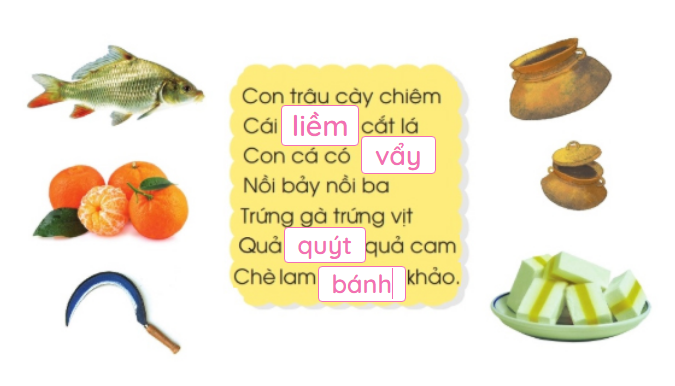 Con trâu cày chiêm
Cái liềm cắt lá
Con cá có vẩy
Nồi bảy nồi ba
Trứng gà trứng vịt
Quả quýt quả cam
Chè lam bánh khảo.